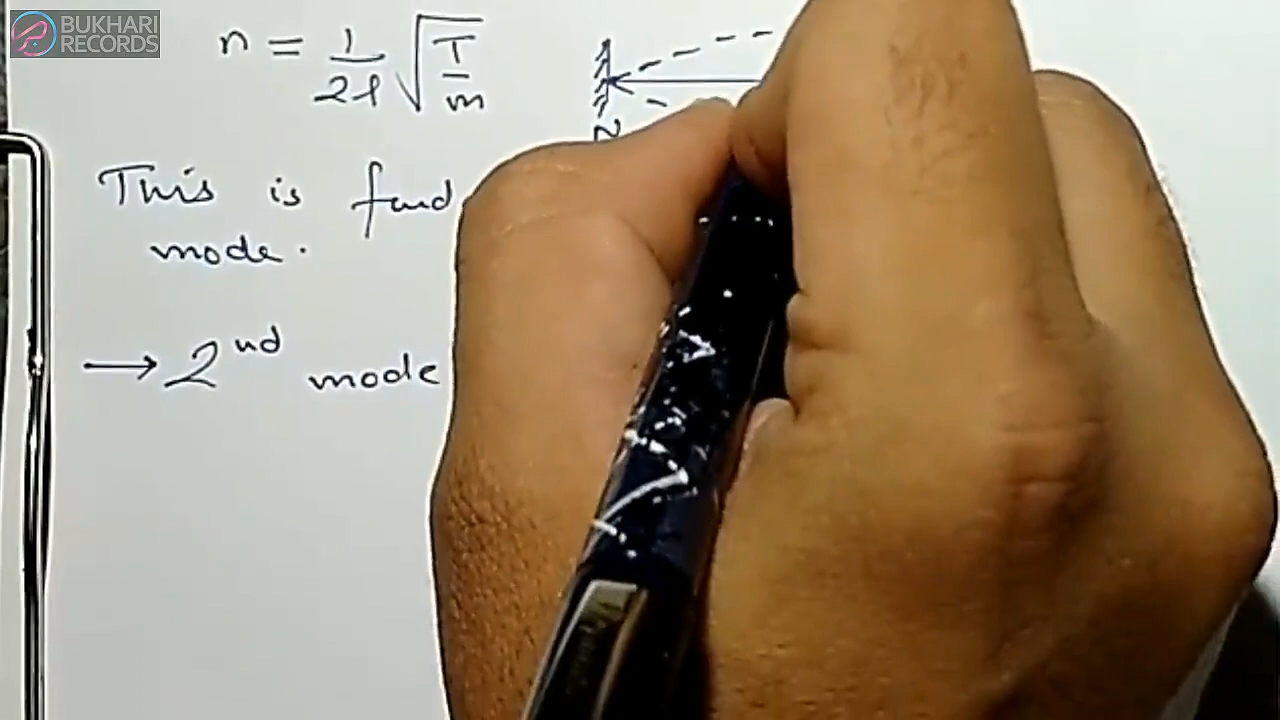 BUKHARI
RECORDS
n = 1/2l √T/m
N
This is fund
mode.
→ 2nd mode